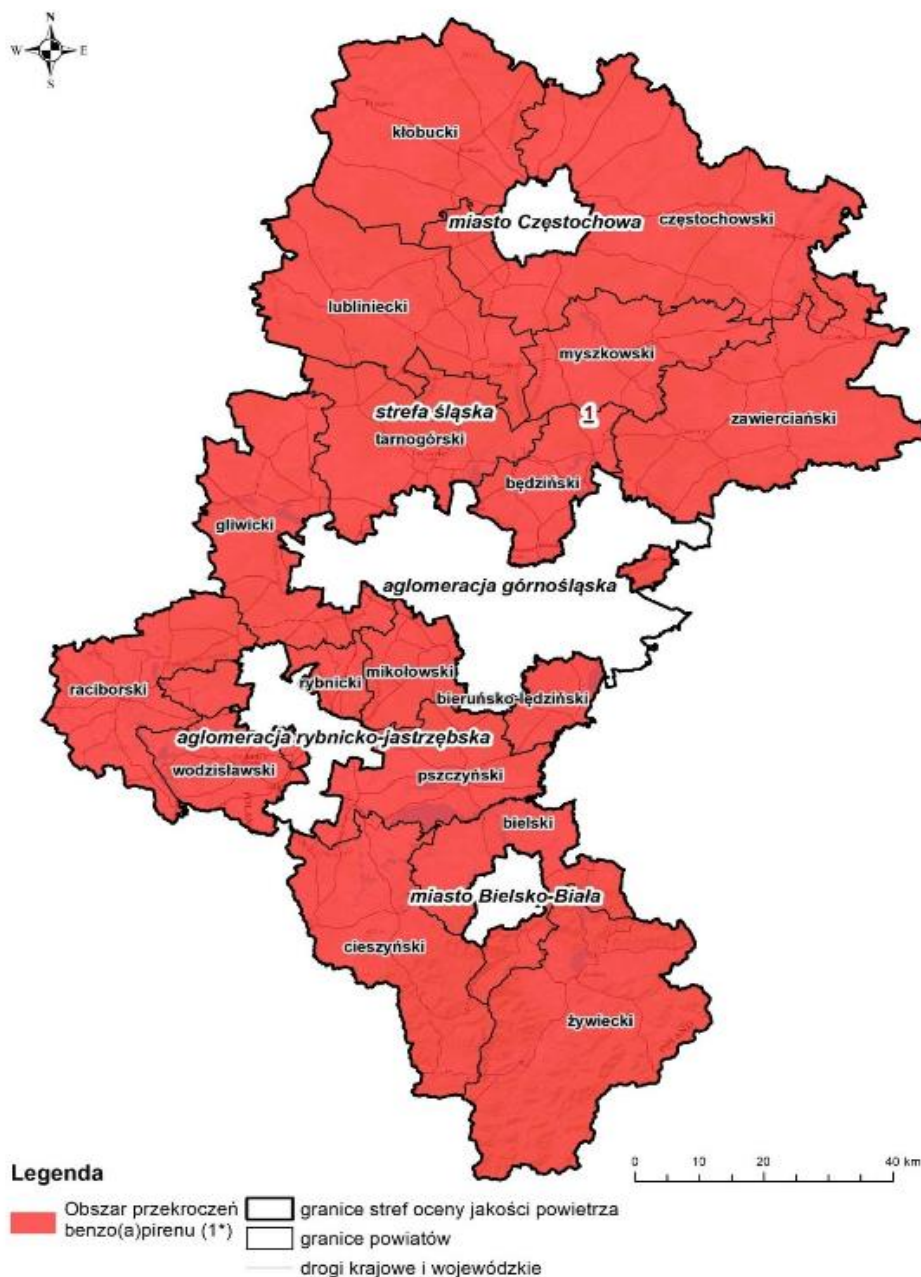 N
W E
S
kłobucki
miasto Częstochowa
częstochowski
lubliniecki
myszkowski
strefa śląska
1
zawierciański
tarnogórski
będziński
gliwicki
aglomeracja górnośląska
raciborski
rybnicki
mikołowski
bieruńsko-lędziński
aglomeracja rybnicko-jastrzębska
wodzisławski
pszczyński
bielski
miasto Bielsko-Biała
cieszyński
żywiecki
Legenda
0 10 20 40 km
Obszar przekroczeń
benzo(a)pirenu (1*)
granice stref oceny jakości powietrza
granice powiatów
drogi krajowe i wojewódzkie